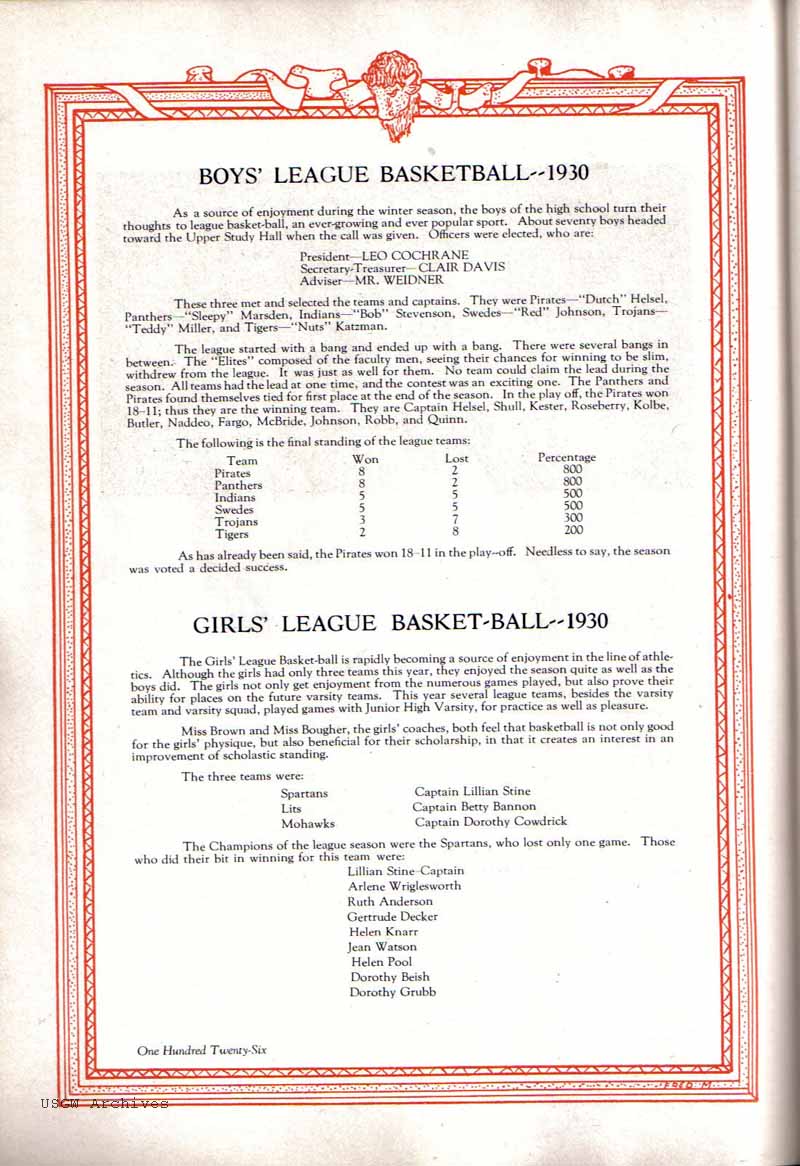 BOYS' LEAGUE BASKETBALL--1930
As a source of enjoyment during the winter season, the boys of the high school turn their
thoughts to league basket-ball, an ever-growing and ever popular sport. About seventy boys headed
toward the Upper Study Hall when the call was given. Officers were elected, who are:
President—LEO COCHRANE
Secretary-Treasurer—CLAIR DAVIS
Adviser—MR. WEIDNER
These three met and selected the teams and captains. They were Pirates—"Dutch" Helsel,
Panthers—"Sleepy" Marsden, Indians—"Bob" Stevenson, Swedes—"Red" Johnson, Trojans—
"Teddy" Miller, and Tigers—"Nuts" Katzman.
The league started with a bang and ended up with a bang. There were several bangs in
between. The "Elites" composed of the faculty men, seeing their chances for winning to be slim,
withdrew from the league. It was just as well for them. No team could claim the lead during the
season. All teams had the lead at one time, and the contest was an exciting one. The Panthers and
Pirates found themselves tied for first place at the end of the season. In the play off, the Pirates won
18-11; thus they are the winning team. They are Captain Helsel, Shull, Kester, Roseberry, Kolbe,
Butler, Naddeo, Fargo, McBride, Johnson, Robb, and Quinn.
The following is the final standing of the league teams:
Team Won Lost Percentage
Pirates 8 2 800
Panthers 8 2 800
Indians 5 5 500
Swedes 5 5 500
Trojans 3 7 300
Tigers 2 8 200
As has already been said, the Pirates won 18-11 in the play-off. Needless to say, the season
was voted a decided success.
GIRLS' LEAGUE BASKET-BALL--1930
The Girls' League Basket-ball is rapidly becoming a source of enjoyment in the line of athle-
tics. Although the girls had only three teams this year, they enjoyed the season quite as well as the
boys did. The girls not only get enjoyment from the numerous games played, but also prove their
ability for places on the future varsity teams. This year several league teams, besides the varsity
team and varsity squad, played games with Junior High Varsity, for practice as well as pleasure.
Miss Brown and Miss Bougher, the girls' coaches, both feel that basketball is not only good
for the girls' physique, but also beneficial for their scholarship, in that it creates an interest in an
improvement of scholastic standing.
The three teams were:
Spartans Captain Lillian Stine
Lits Captain Betty Bannon
Mohawks Captain Dorothy Cowdrick
The Champions of the league season were the Spartans, who lost only one game. Those
who did their bit in winning for this team were:
Lillian Stine-Captain
Arlene Wriglesworth
Ruth Anderson
Gertrude Decker
Helen Knarr
Jean Watson
Helen Pool
Dorothy Beish
Dorothy Grubb
One Hundred Twenty-Six
FRED M.
USGW Archives